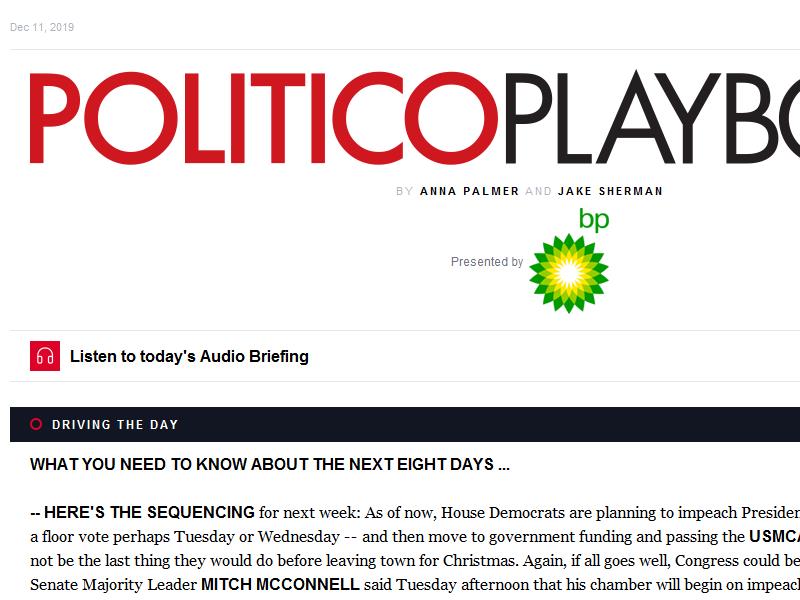 Dec 11, 2019
POLITICOPLAYBO
BY ANNA PALMER AND JAKE SHERMAN
bp
Presented by
Listen to today's Audio Briefing
DRIVING THE DAY
WHAT YOU NEED TO KNOW ABOUT THE NEXT EIGHT DAYS ...
-- HERE'S THE SEQUENCING for next week: As of now, House Democrats are planning to impeach Presiden
a floor vote perhaps Tuesday or Wednesday -- and then move to government funding and passing the USMCA
not be the last thing they would do before leaving town for Christmas. Again, if all goes well, Congress could be
Senate Majority Leader MITCH MCCONNELL said Tuesday afternoon that his chamber will begin on impeac